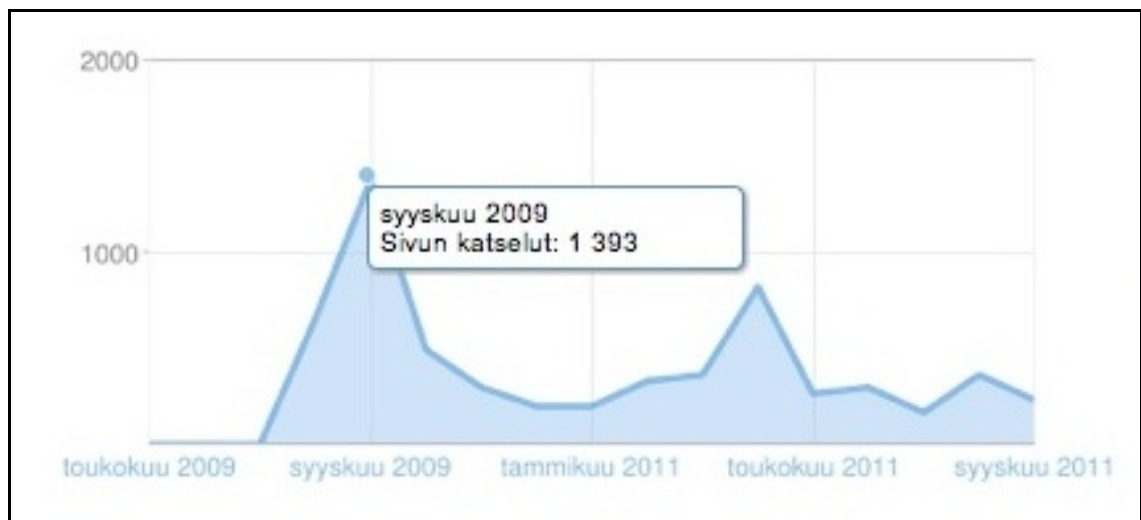 2000
syyskuu 2009
Sivun katselut: 1 393
1000
toukokuu 2009
syyskuu 2009
tammikuu 2011
toukokuu 2011
syyskuu 2011